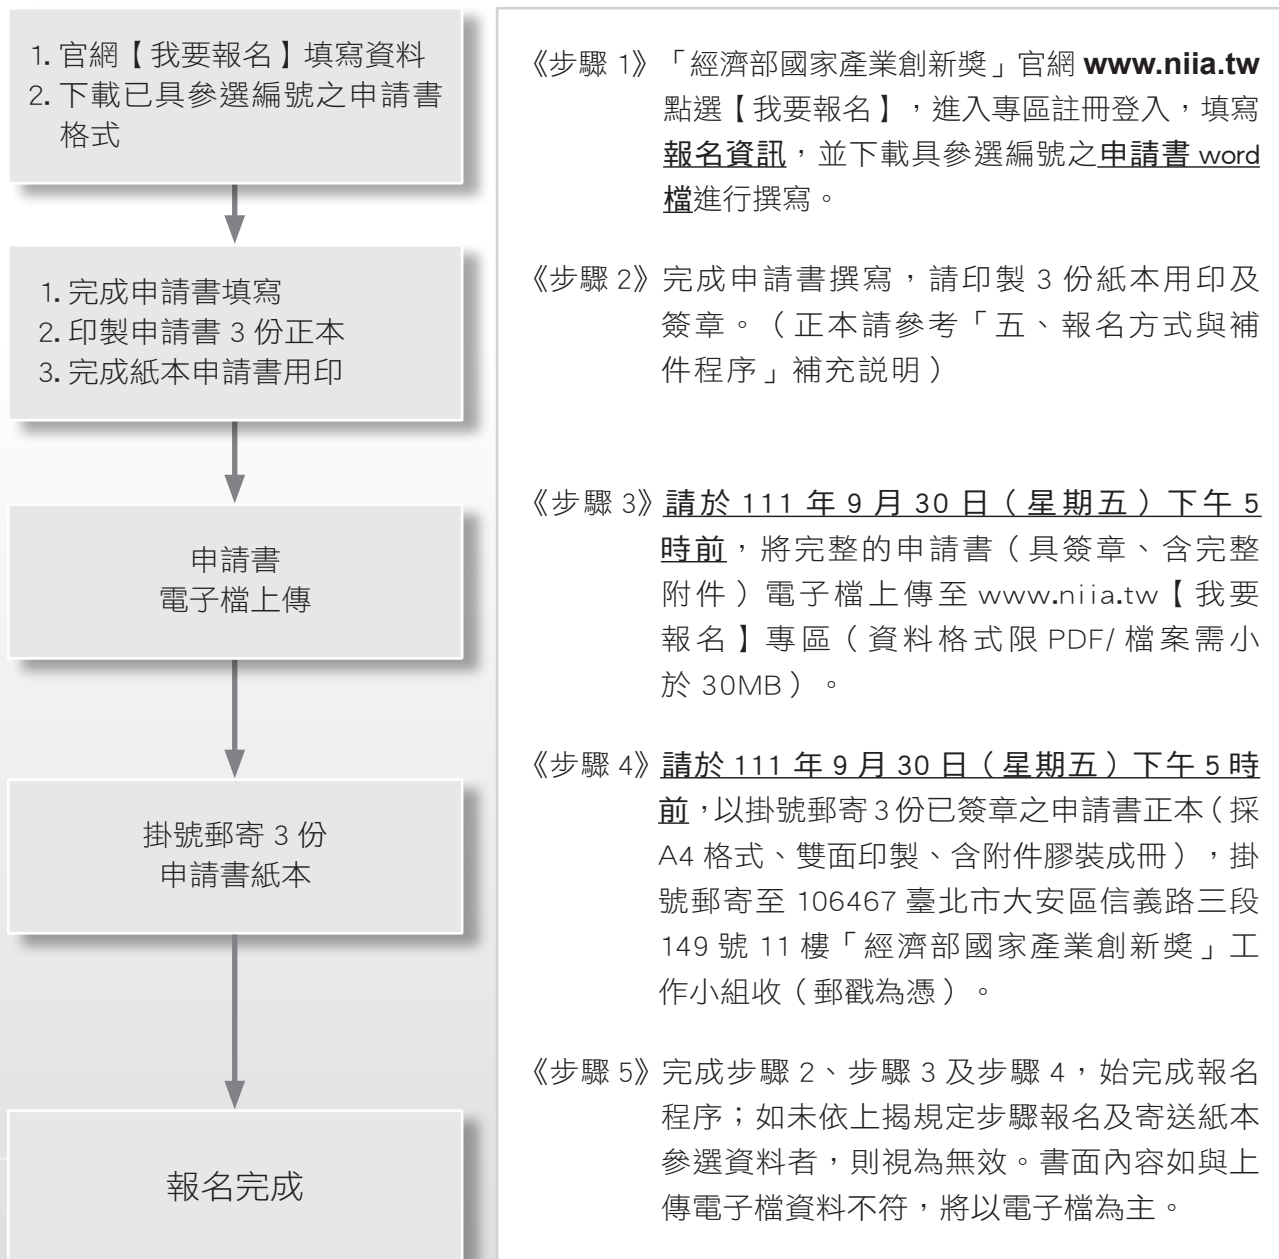 1. 官網【我要報名】填寫資料
2. 下載已具參選編號之申請書
格式
1. 完成申請書填寫
2. 印製申請書 3 份正本
3. 完成紙本申請書用印
申請書
電子檔上傳
掛號郵寄 3 份
申請書紙本
報名完成
《步驟 1》「經濟部國家產業創新獎」官網 www.niia.tw
點選【我要報名】，進入專區註冊登入，填寫
報名資訊，並下載具參選編號之申請書 word
檔進行撰寫。
《步驟 2》完成申請書撰寫，請印製 3 份紙本用印及
簽章。（正本請參考「五、報名方式與補
件程序」補充說明）
《步驟 3》請於 111 年 9 月 30 日（星期五）下午 5
時前，將完整的申請書（具簽章、含完整
附件）電子檔上傳至 www.niia.tw【我要
報名】專區（資料格式限 PDF/ 檔案需小
於 30MB）。
《步驟 4》請於 111 年 9 月 30 日（星期五）下午 5 時
前，以掛號郵寄 3 份已簽章之申請書正本（採
A4 格式、雙面印製、含附件膠裝成冊），掛
號郵寄至 106467 臺北市大安區信義路三段
149 號 11 樓「經濟部國家產業創新獎」工
作小組收（郵戳為憑）。
《步驟 5》完成步驟 2、步驟 3 及步驟 4，始完成報名
程序；如未依上揭規定步驟報名及寄送紙本
參選資料者，則視為無效。書面內容如與上
傳電子檔資料不符，將以電子檔為主。